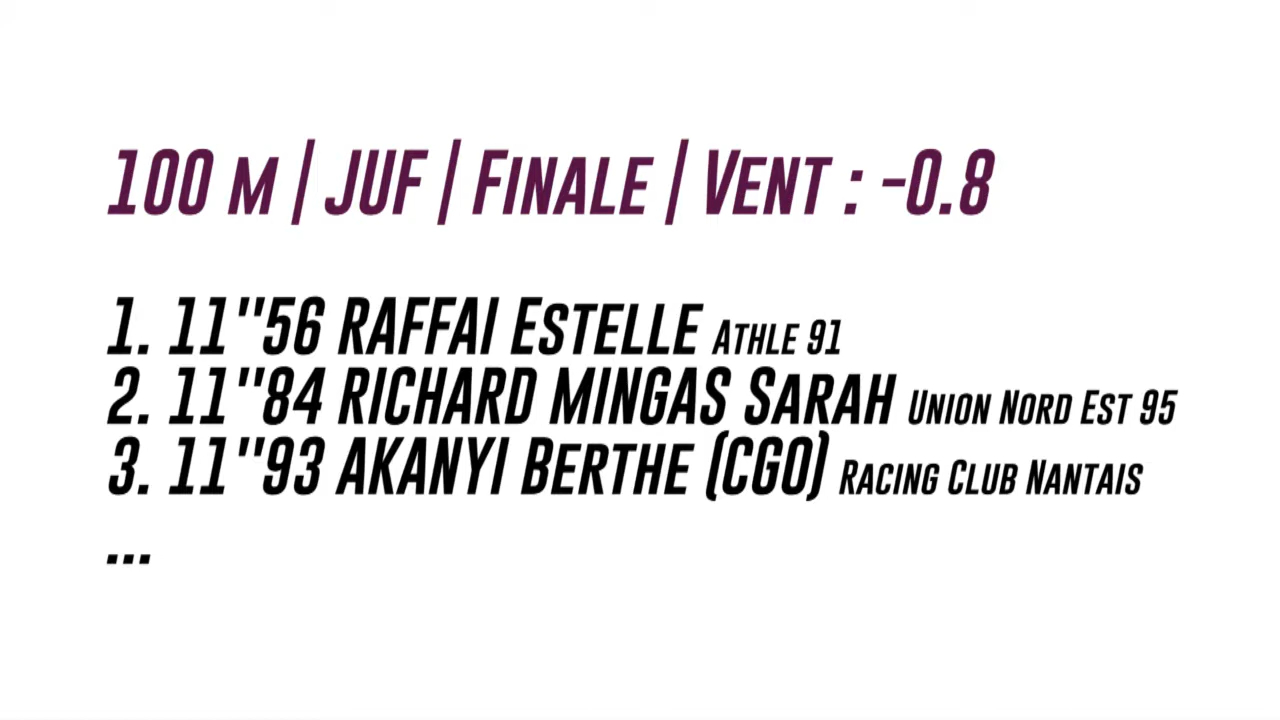 100 m | JUF | Finale | Vent : -0.8
1. 11"56 RAFFAI Estelle Athle 91
2. 11"84 RICHARD MINGAS Sarah Union Nord Est 95
3. 11"93 AKANYI Berthe (CGO) Racing Club Nantais
...